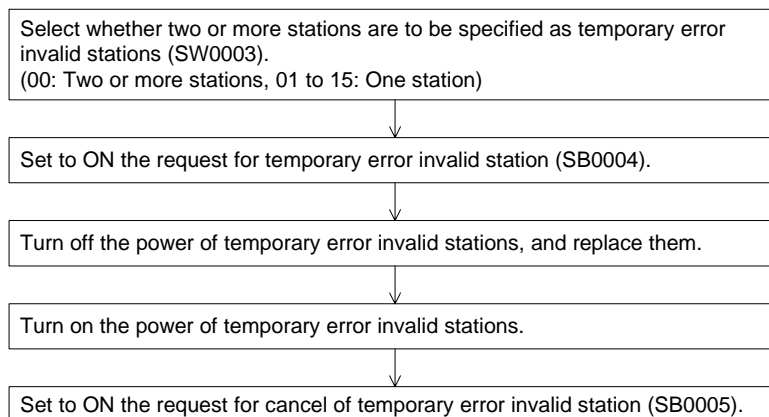 Select whether two or more stations are to be specified as temporary error
invalid stations (SW0003).
(00: Two or more stations, 01 to 15: One station)
Set to ON the request for temporary error invalid station (SB0004).
Turn off the power of temporary error invalid stations, and replace them.
Turn on the power of temporary error invalid stations.
Set to ON the request for cancel of temporary error invalid station (SB0005).